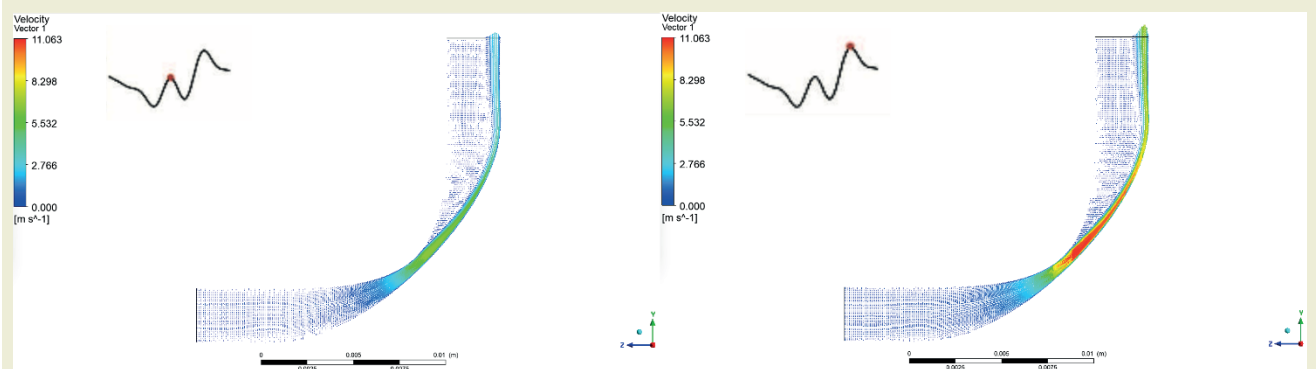 Velocity
Vector 1
11.063
8.298
5.532
2.766
0.000
[m s^-1]
0 0.005 0.01 (m)
0.0025 0.0075
Y
Z
Velocity
Vector 1
11.063
8.298
5.532
2.766
0.000
[m s^-1]
0 0.005 0.01 (m)
0.0025 0.0075
Y
Z